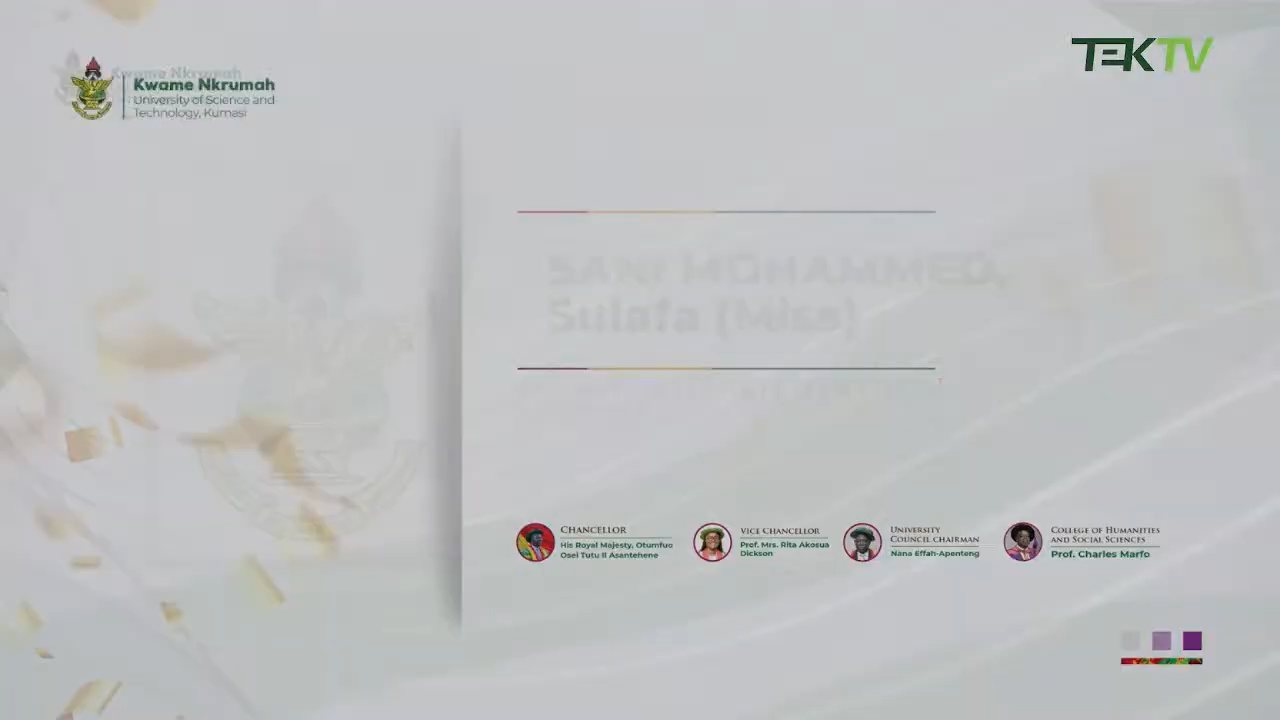 TEKTV
Kwame Nkrumah
Kwame Nkrumah
University of Science and
Technology, Kumasi
SANI MOHAMMED,
Sulafa (Miss)
CHANCELLOR
His Royal Majesty, Otumfuo
Osei Tutu II Asantehene
VICE CHANCELLOR
Prof. Mrs. Rita Akosua
Dickson
UNIVERSITY
COUNCIL CHAIRMAN
Nana Effah-Apenteng
COLLEGE OF HUMANITIES
AND SOCIAL SCIENCES
Prof. Charles Marfo